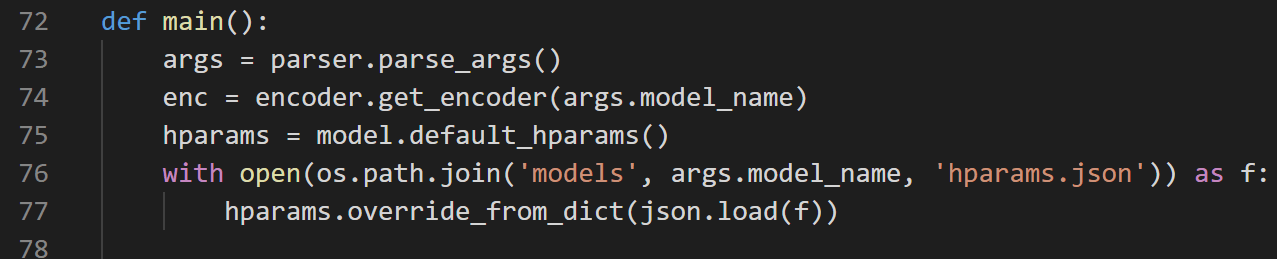 72 def main():
73     args = parser.parse_args()
74     enc = encoder.get_encoder(args.model_name)
75     hparams = model.default_hparams()
76     with open(os.path.join('models', args.model_name, 'hparams.json')) as f:
77         hparams.override_from_dict(json.load(f))
78